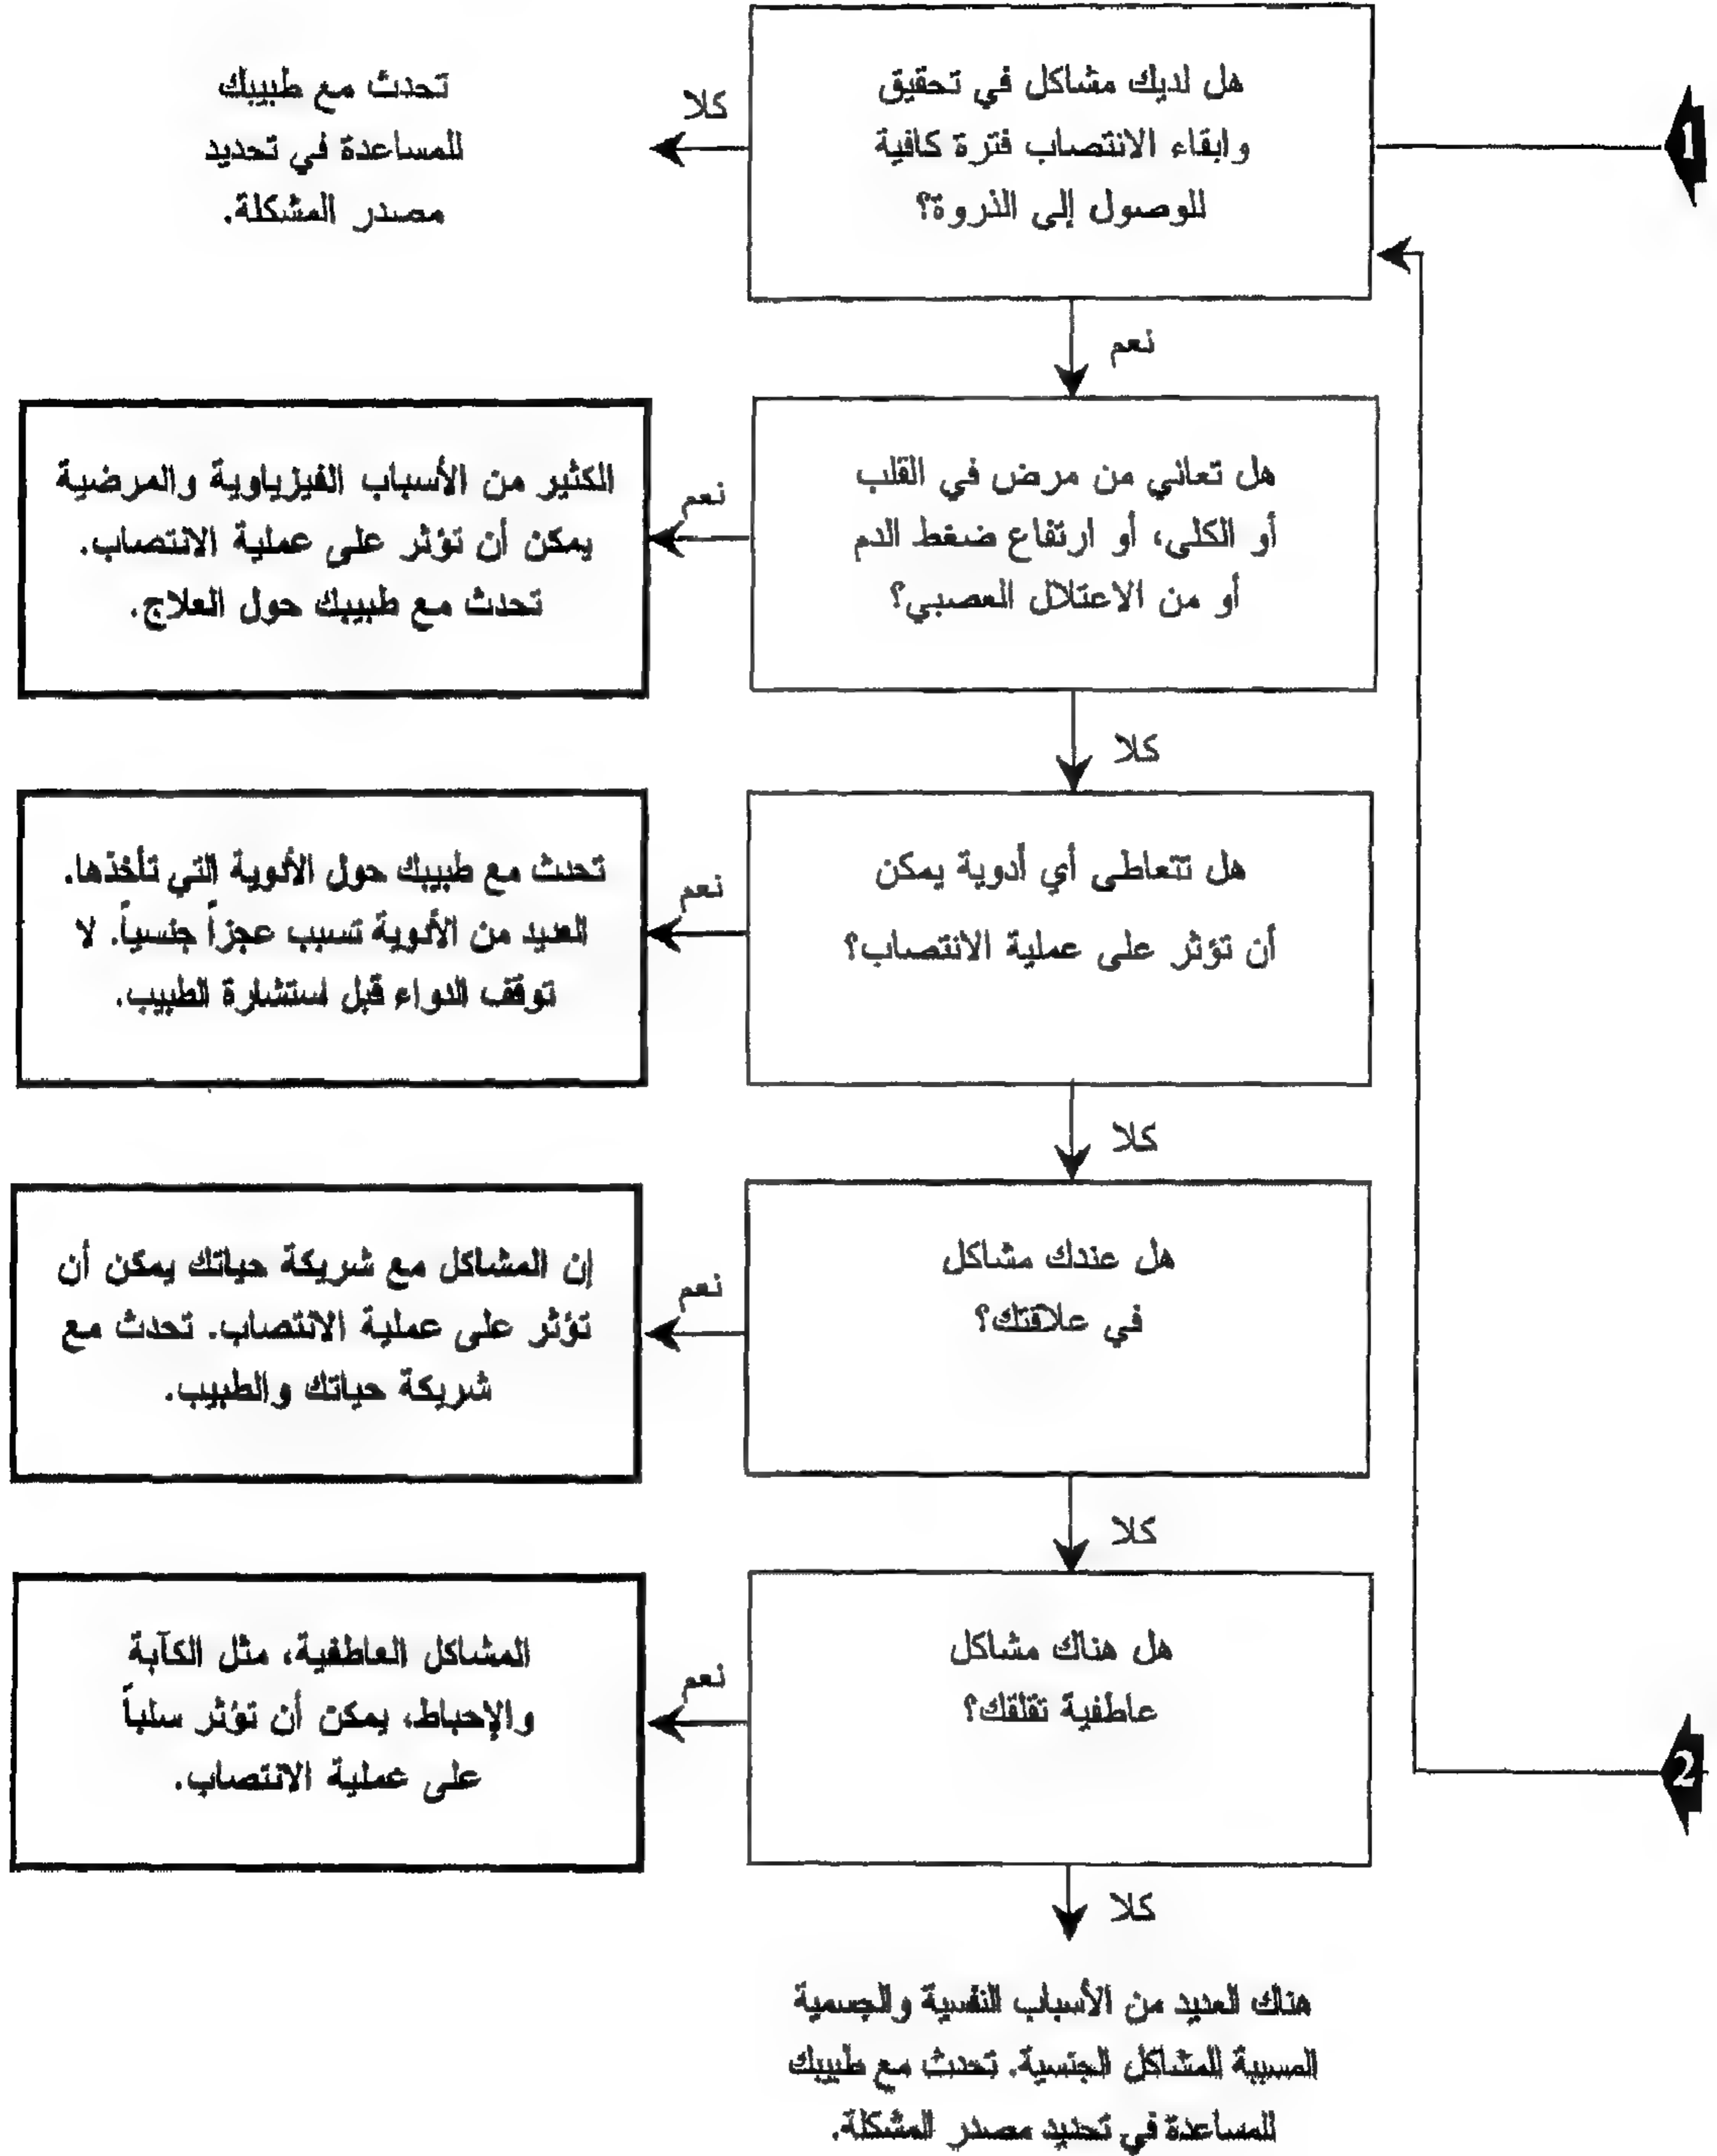 1
هل لديك مشاكل في تحقيق
وابقاء الانتصاب فترة كافية
للوصول إلى الذروة؟
كلا
تحدث مع طبيبك
للمساعدة في تحديد
مصدر المشكلة.
نعم
هل تعاني من مرض في القلب
أو الكلى، أو ارتفاع ضغط الدم
أو من الاعتلال العصبي؟
نعم
الكثير من الأسباب الفيزياوية والمرضية
يمكن أن تؤثر على عملية الانتصاب.
تحدث مع طبيبك حول العلاج.
كلا
هل تتعاطى أي أدوية يمكن
أن تؤثر على عملية الانتصاب؟
نعم
تحدث مع طبيبك حول الأدوية التي تأخذها.
العديد من الأدوية تسبب عجزاً جنسياً. لا
توقف الدواء قبل استشارة الطبيب.
كلا
هل عندك مشاكل
في علاقتك؟
نعم
إن المشاكل مع شريكة حياتك يمكن أن
تؤثر على عملية الانتصاب. تحدث مع
شريكة حياتك والطبيب.
كلا
هل هناك مشاكل
عاطفية تقلقك؟
نعم
المشاكل العاطفية، مثل الكآبة
والإحباط، يمكن أن تؤثر سلباً
على عملية الانتصاب.
2
كلا
هناك العديد من الأسباب النفسية والجسمية
المسببة للمشاكل الجنسية. تحدث مع طبيبك
للمساعدة في تحديد مصدر المشكلة.